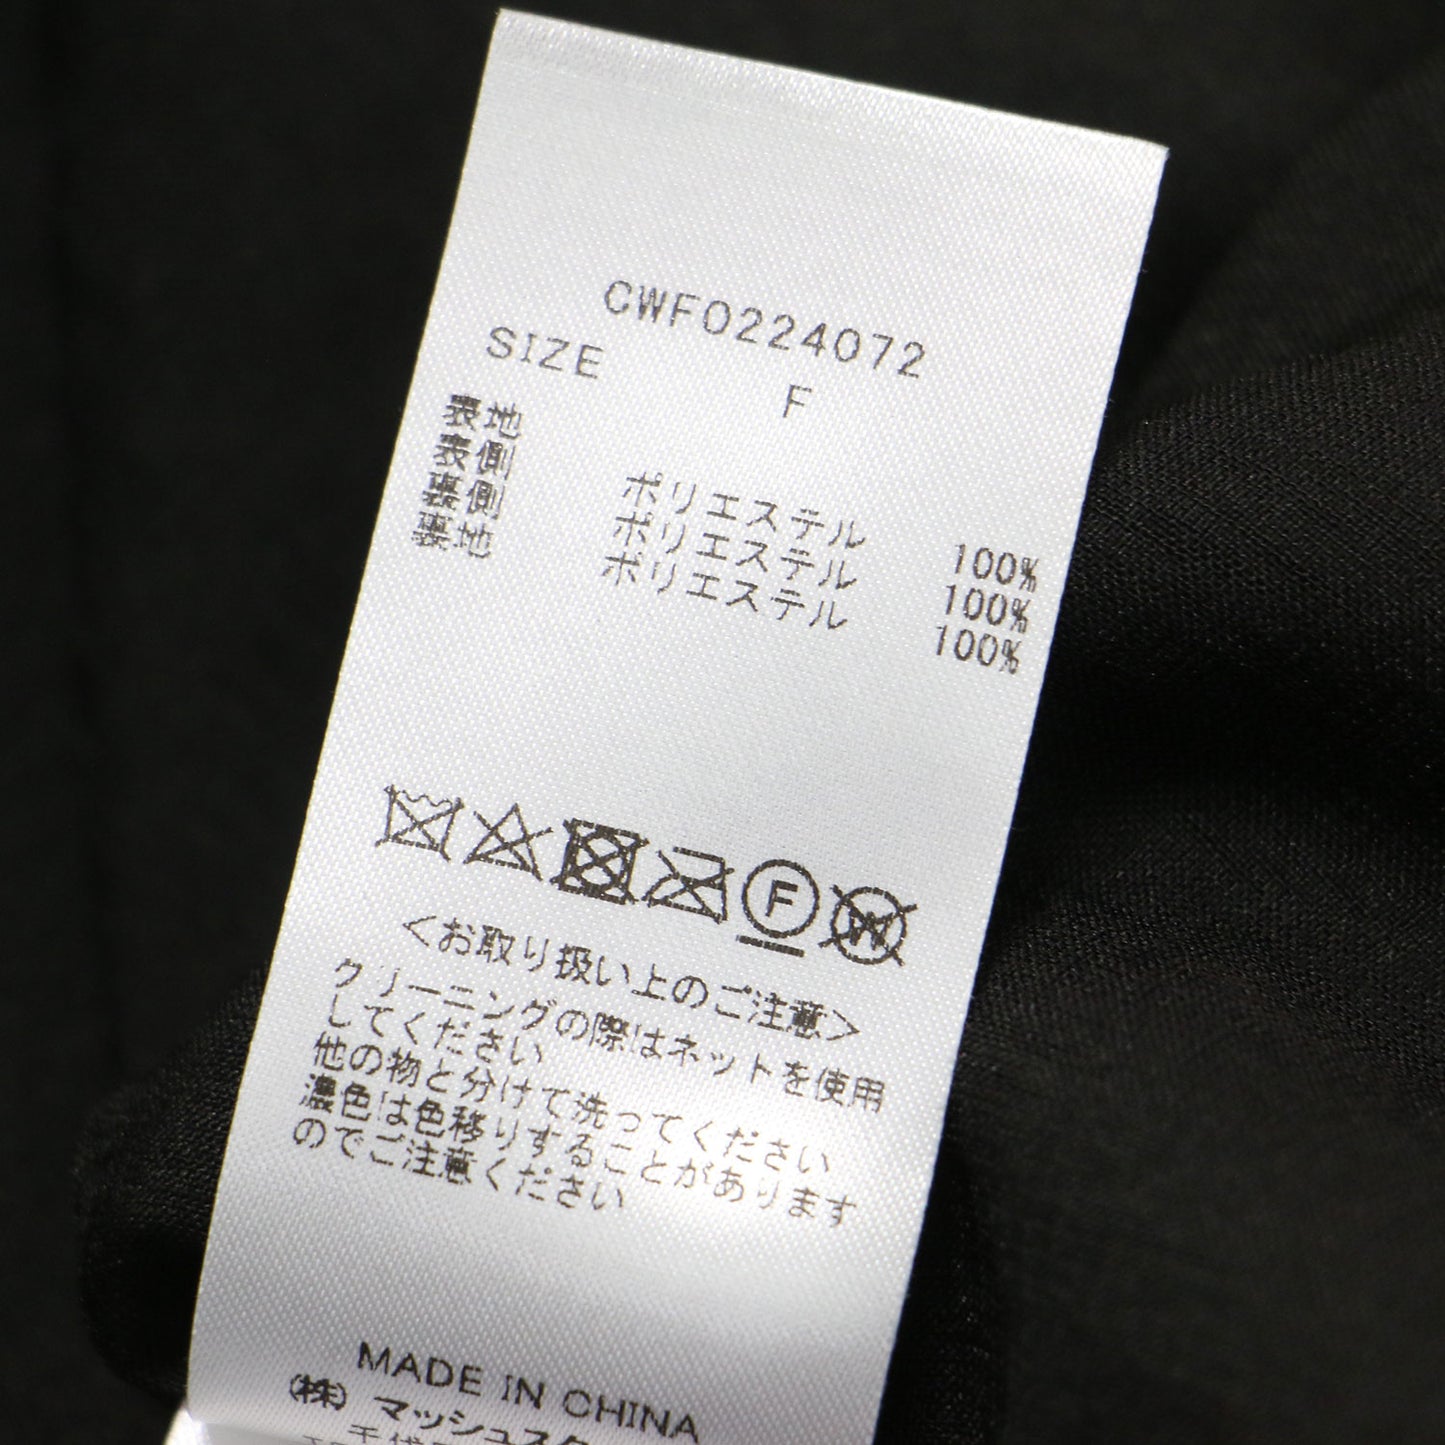 CWFO224072
SIZE F
表地
表側 ポリエステル 100%
裏側 ポリエステル 100%
裏地 ポリエステル 100%
F W
<お取り扱い上のご注意>
クリーニングの際はネットを使用
してください
他の物と分けて洗ってください
濃色は色移りすることがあります
のでご注意ください
MADE IN CHINA
(株)マッシュスタ